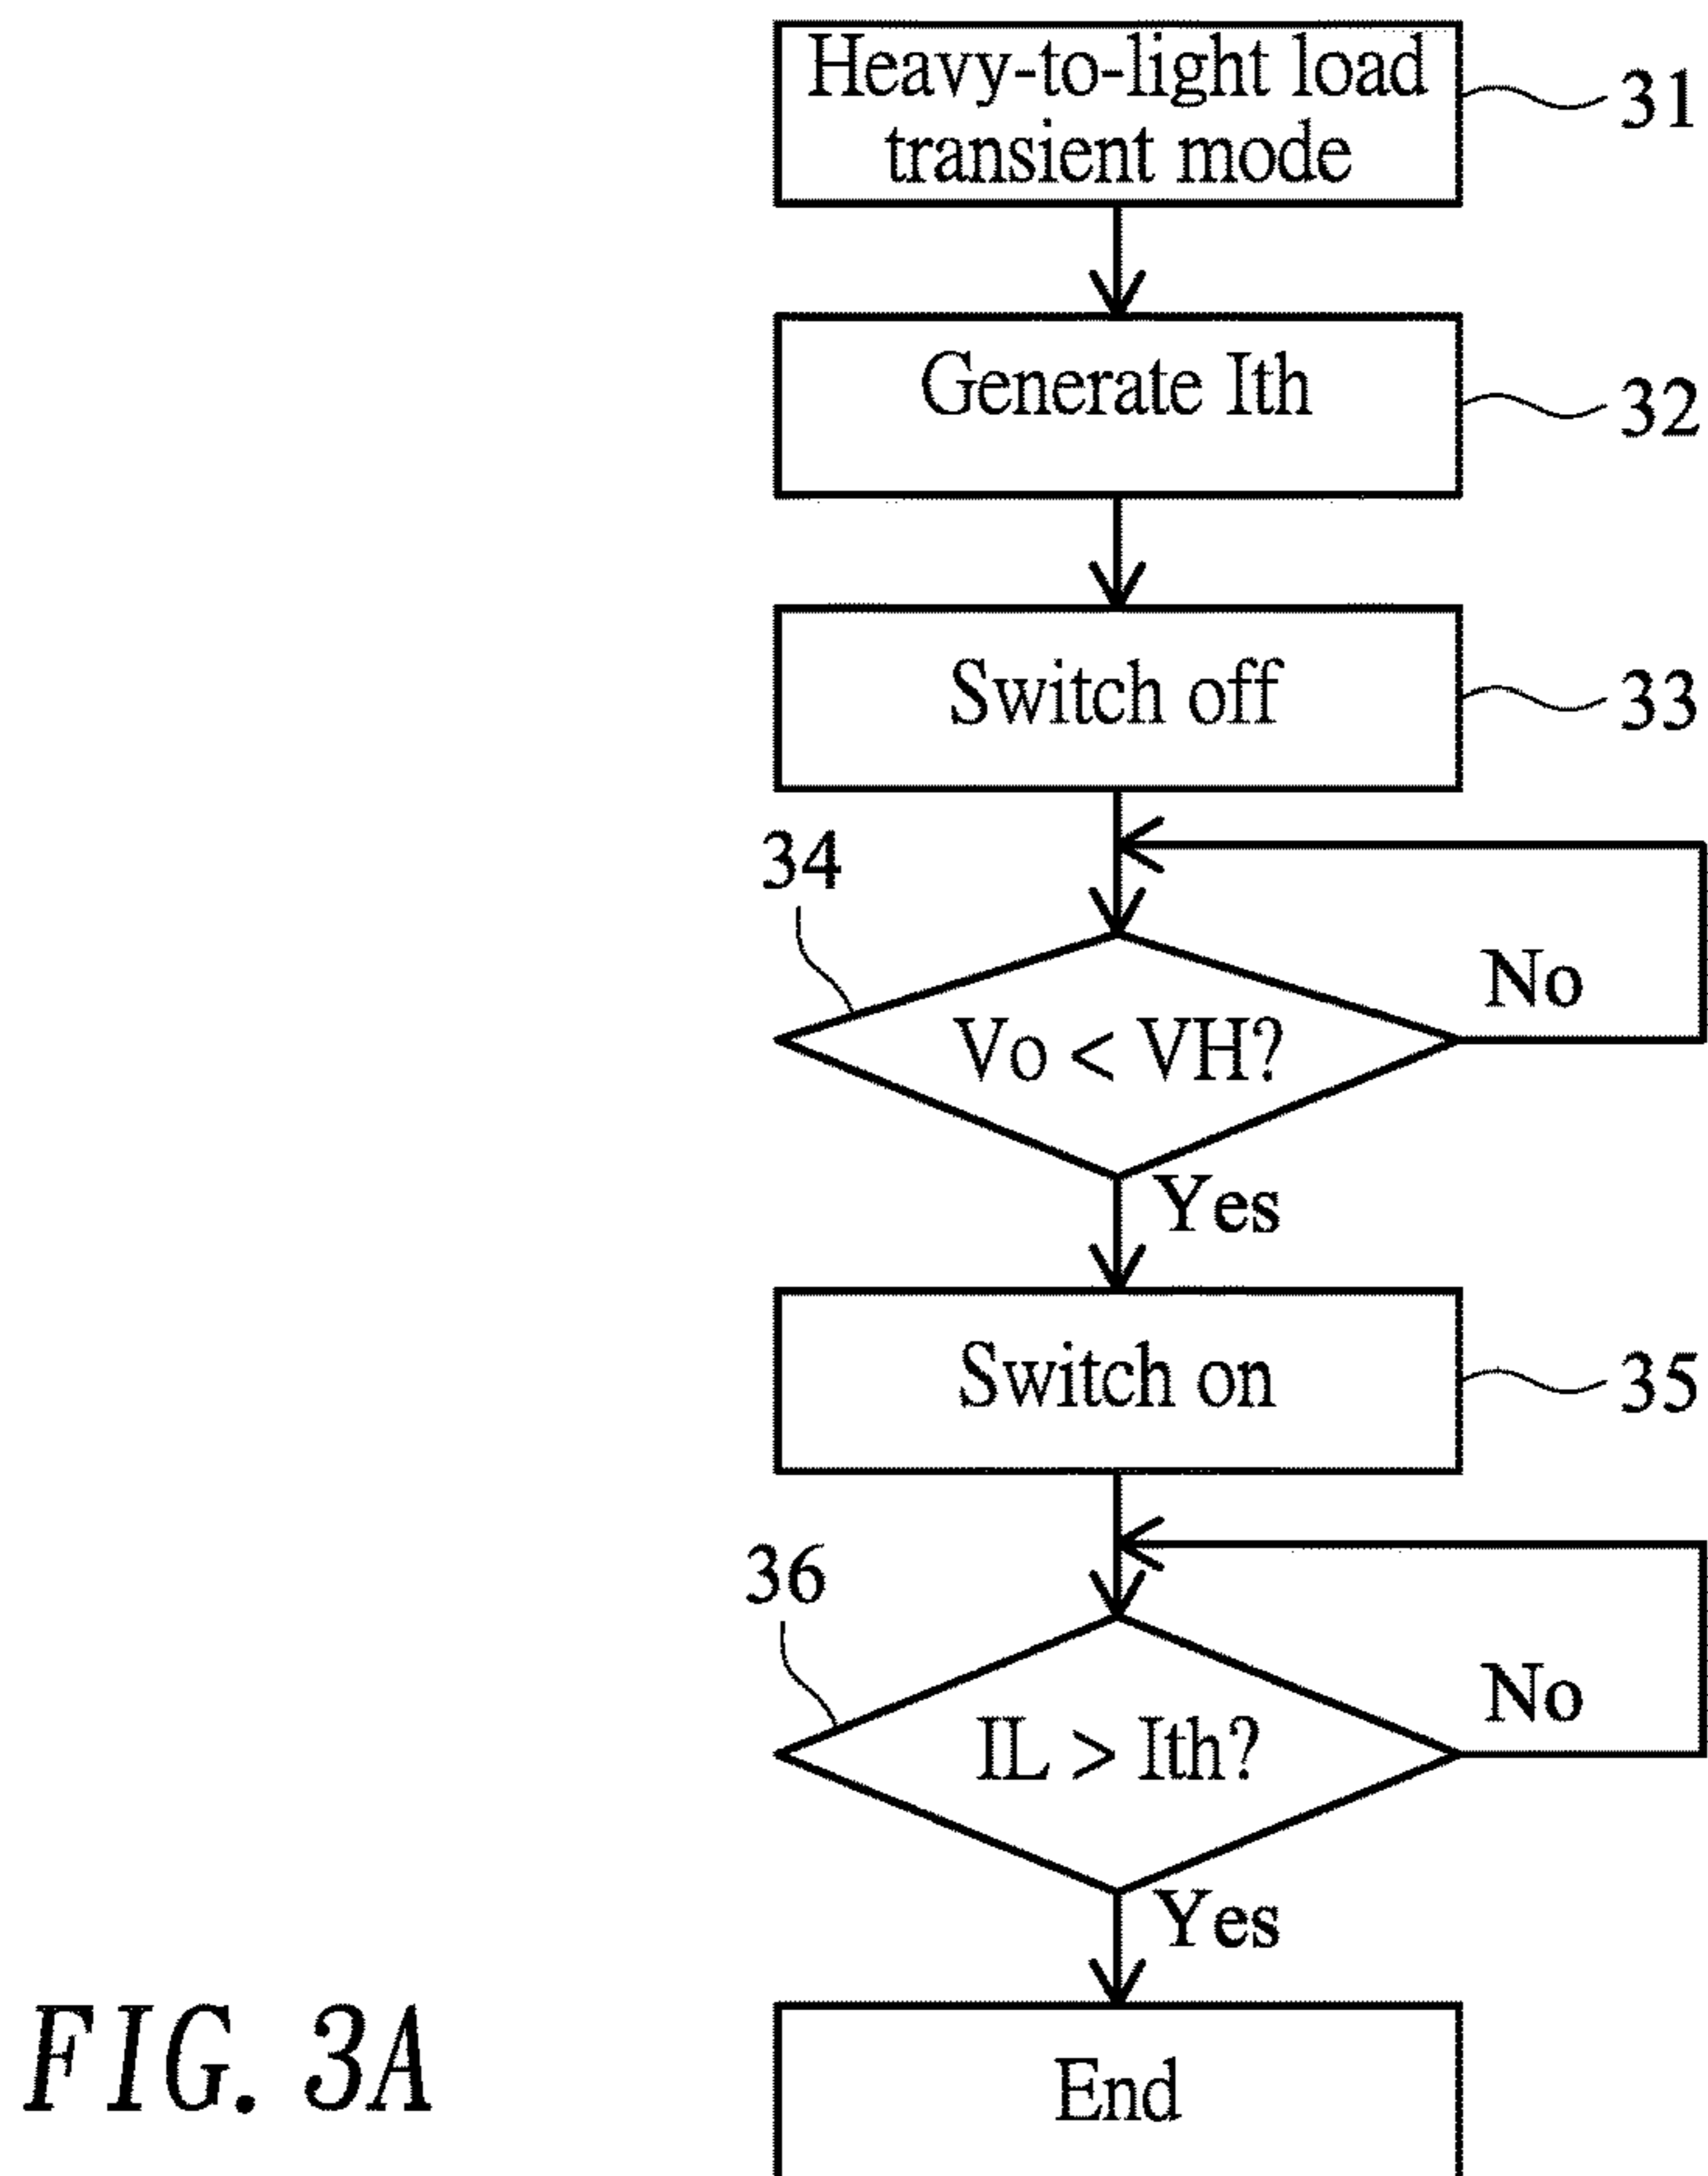 Heavy-to-light load
transient mode
31
Generate Ith
32
Switch off
33
34
Vo < VH?
No
Yes
Switch on
35
36
IL > Ith?
No
Yes
End
FIG. 3A